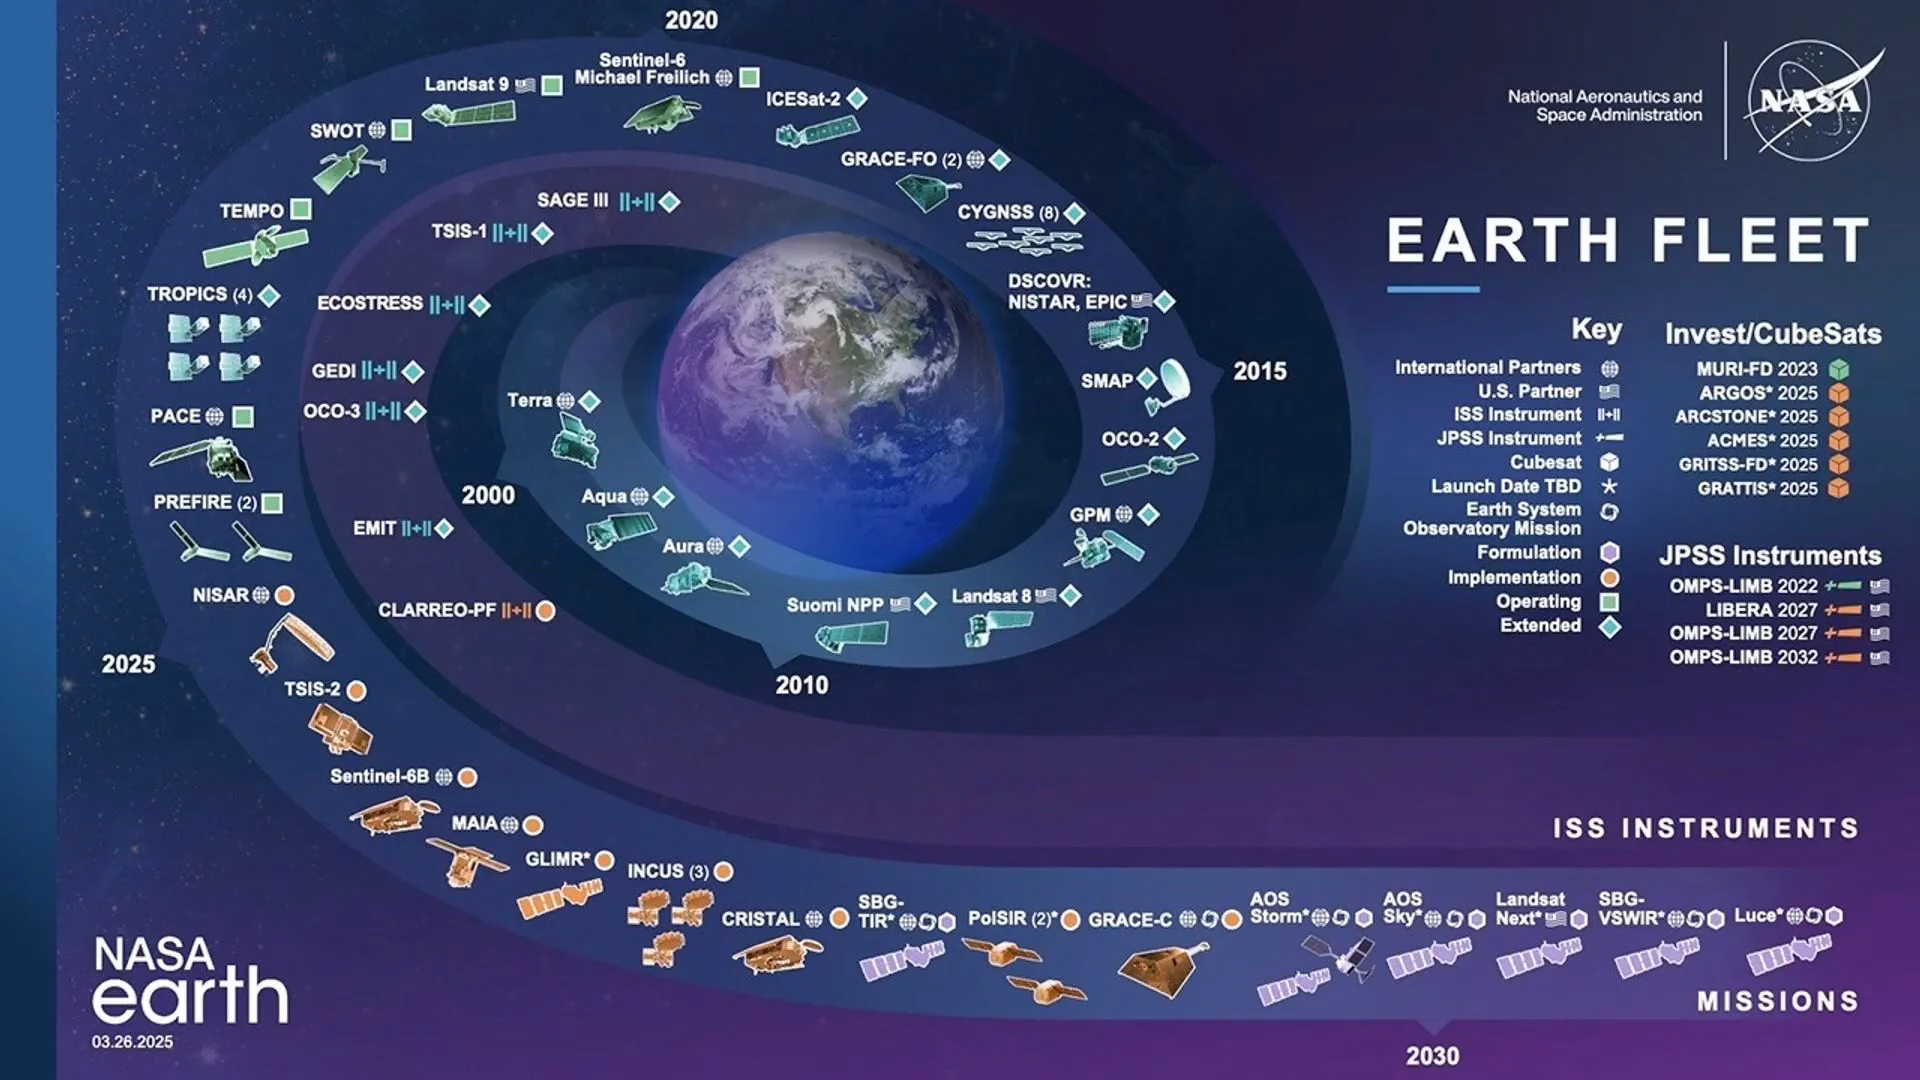 2020
Sentinel-6
Michael Freilich
Landsat 9
ICESat-2
SWOT
GRACE-FO (2)
TEMPO
SAGE III
CYGNSS (8)
TSIS-1
DSCOVR:
NISTAR, EPIC
TROPICS (4)
ECOSTRESS
GEDI
2015
SMAP
OCO-3
Terra
PACE
OCO-2
2000
Aqua
PREFIRE (2)
GPM
EMIT
Aura
NISAR
Suomi NPP
Landsat 8
CLARREO-PF
2025
2010
TSIS-2
Sentinel-6B
MAIA
GLIMR*
INCUS (3)
CRISTAL
SBG-
TIR*
PolSIR (2)*
GRACE-C
AOS
Storm*
AOS
Sky*
Landsat
Next*
SBG-
VSWIR*
Luce*
ISS INSTRUMENTS
MISSIONS
2030
National Aeronautics and
Space Administration
NASA
EARTH FLEET
Key
International Partners
U.S. Partner
ISS Instrument
JPSS Instrument
Cubesat
Launch Date TBD
Earth System
Observatory Mission
Formulation
Implementation
Operating
Extended
Invest/CubeSats
MURI-FD 2023
ARGOS* 2025
ARCSTONE* 2025
ACMES* 2025
GRITSS-FD* 2025
GRATTIS* 2025
JPSS Instruments
OMPS-LIMB 2022
LIBERA 2027
OMPS-LIMB 2027
OMPS-LIMB 2032
NASA
earth
03.26.2025